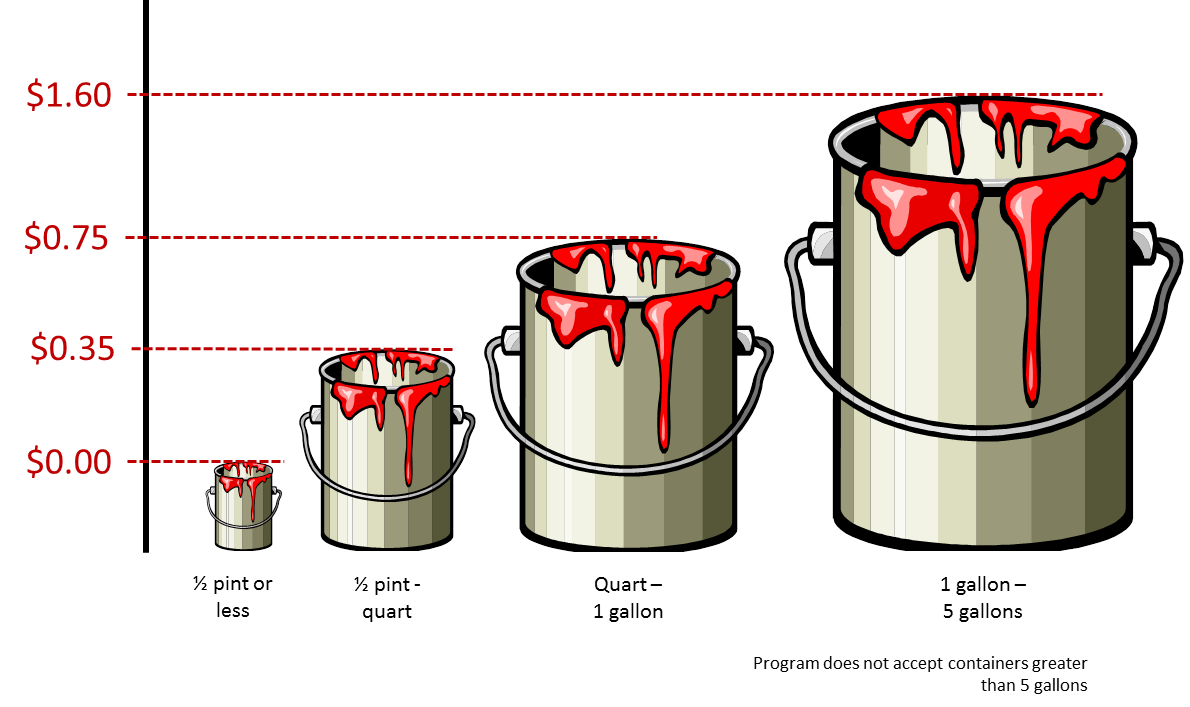 $1.60
$0.75
$0.35
$0.00
½ pint or
less
½ pint -
quart
Quart –
1 gallon
1 gallon –
5 gallons
Program does not accept containers greater
than 5 gallons